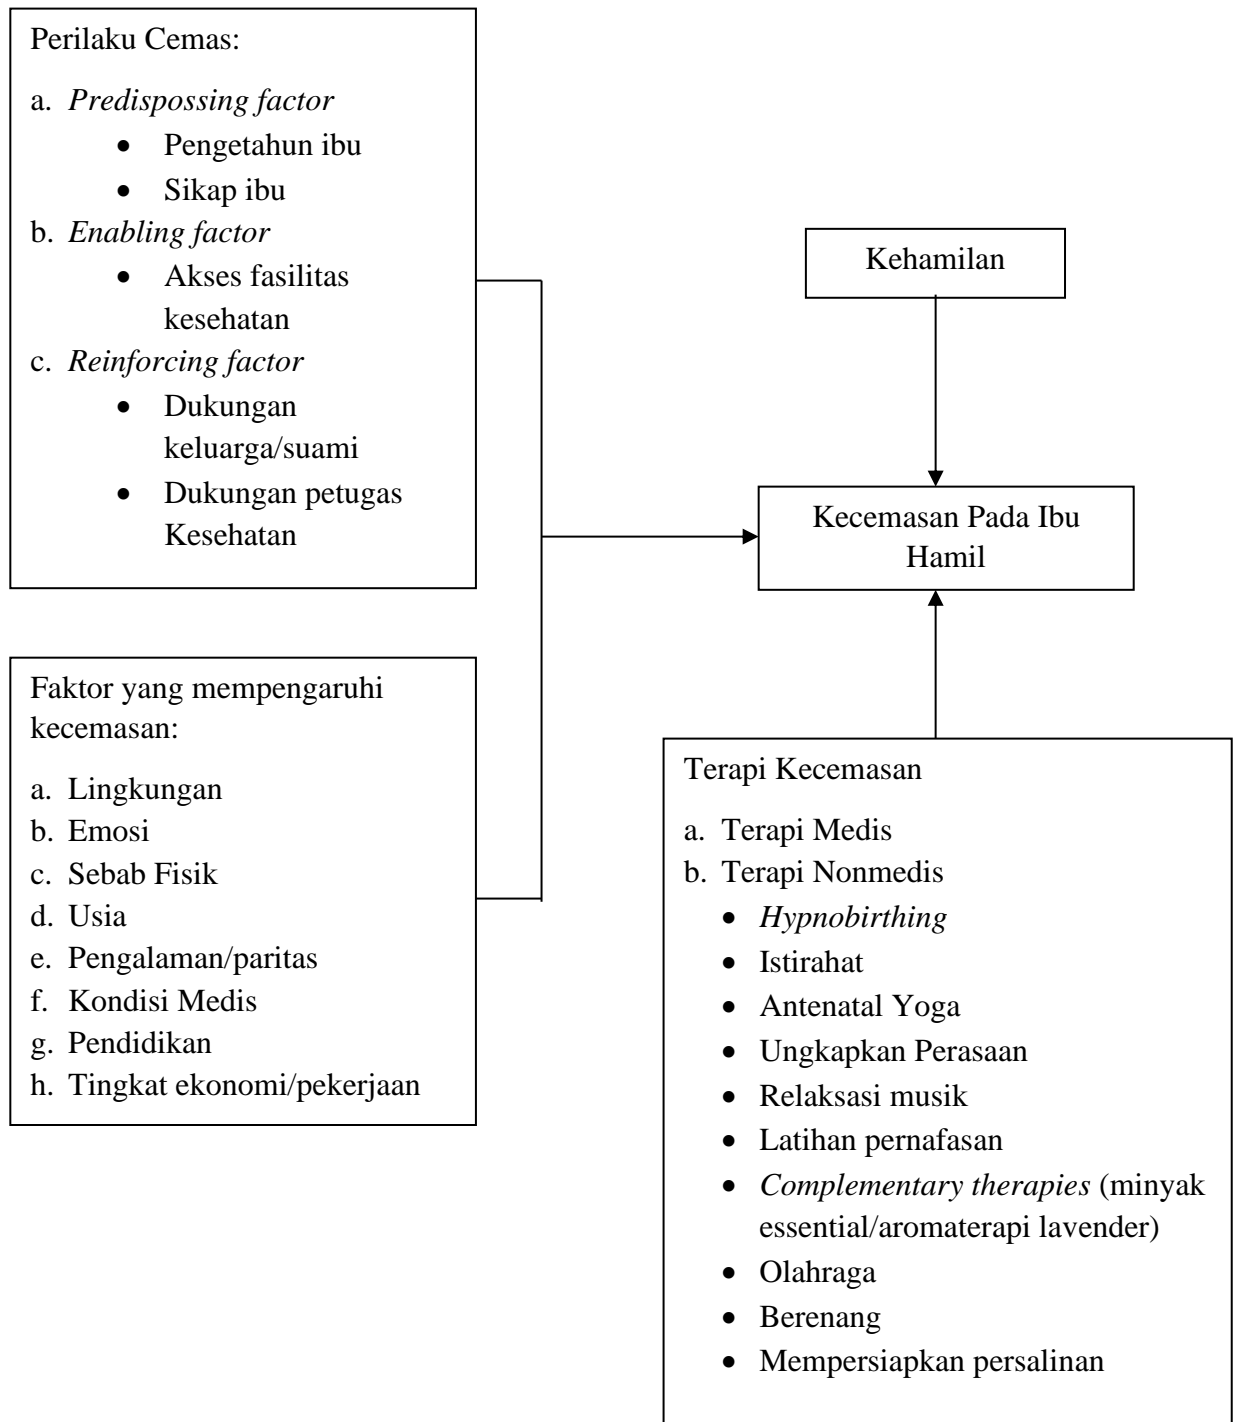 Perilaku Cemas:
a. Predispossing factor
• Pengetahun ibu
• Sikap ibu
b. Enabling factor
• Akses fasilitas
kesehatan
c. Reinforcing factor
• Dukungan
keluarga/suami
• Dukungan petugas
Kesehatan
Faktor yang mempengaruhi
kecemasan:
a. Lingkungan
b. Emosi
c. Sebab Fisik
d. Usia
e. Pengalaman/paritas
f. Kondisi Medis
g. Pendidikan
h. Tingkat ekonomi/pekerjaan
Kehamilan
Kecemasan Pada Ibu
Hamil
Terapi Kecemasan
a. Terapi Medis
b. Terapi Nonmedis
• Hypnobirthing
• Istirahat
• Antenatal Yoga
• Ungkapkan Perasaan
• Relaksasi musik
• Latihan pernafasan
• Complementary therapies (minyak
essential/aromaterapi lavender)
• Olahraga
• Berenang
• Mempersiapkan persalinan